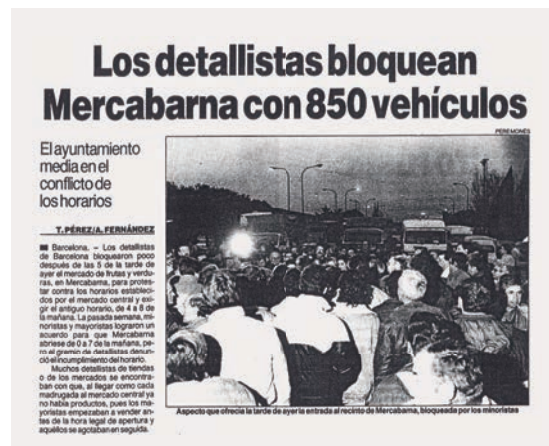 Los detallistas bloquean
Mercabarna con 850 vehículos
PERE MONÉS
El ayuntamiento
media en el
conflicto de
los horarios
T. PÉREZ/A. FERNÁNDEZ
Barcelona. – Los detallistas
de Barcelona bloquearon poco
después de las 5 de la tarde de
ayer el mercado de frutas y verdu-
ras, en Mercabarna, para protes-
tar contra los horarios estableci-
dos por el mercado central y exi-
gir el antiguo horario, de 4 a 8 de
la mañana. La pasada semana, mi-
noristas y mayoristas lograron un
acuerdo para que Mercabarna
abriese de 0 a 7 de la mañana, pe-
ro el gremio de detallistas denun-
ció el incumplimiento del horario.
Muchos detallistas de tiendas
o de los mercados se encontra-
ban con que, al llegar como cada
madrugada al mercado central ya
no había productos, pues los ma-
yoristas empezaban a vender an-
tes de la hora legal de apertura y
aquéllos se agotaban en seguida.
Aspecto que ofrecía la tarde de ayer la entrada al recinto de Mercabarna, bloqueada por los minoristas